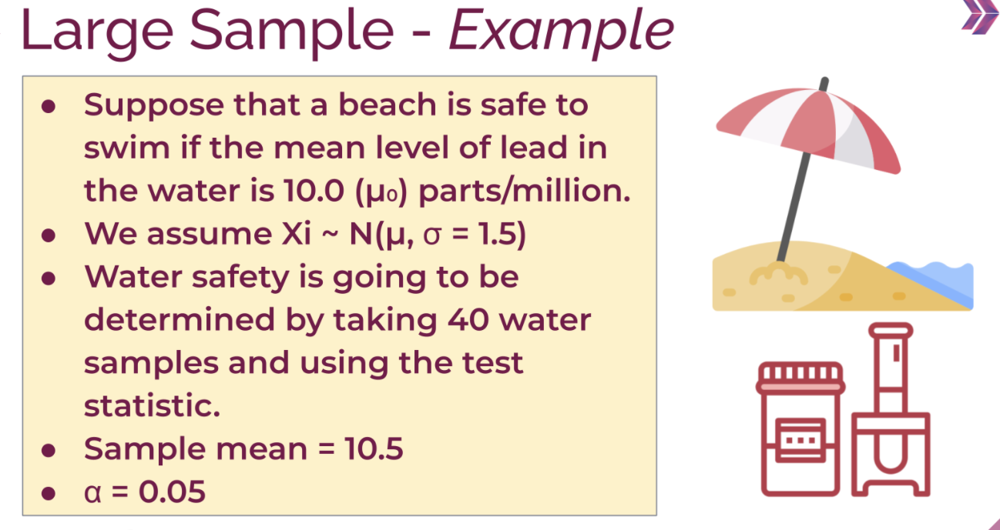 Large Sample - Example
● Suppose that a beach is safe to
swim if the mean level of lead in
the water is 10.0 (μ₀) parts/million.
● We assume Xi ~ N(μ, σ = 1.5)
● Water safety is going to be
determined by taking 40 water
samples and using the test
statistic.
● Sample mean = 10.5
● α = 0.05